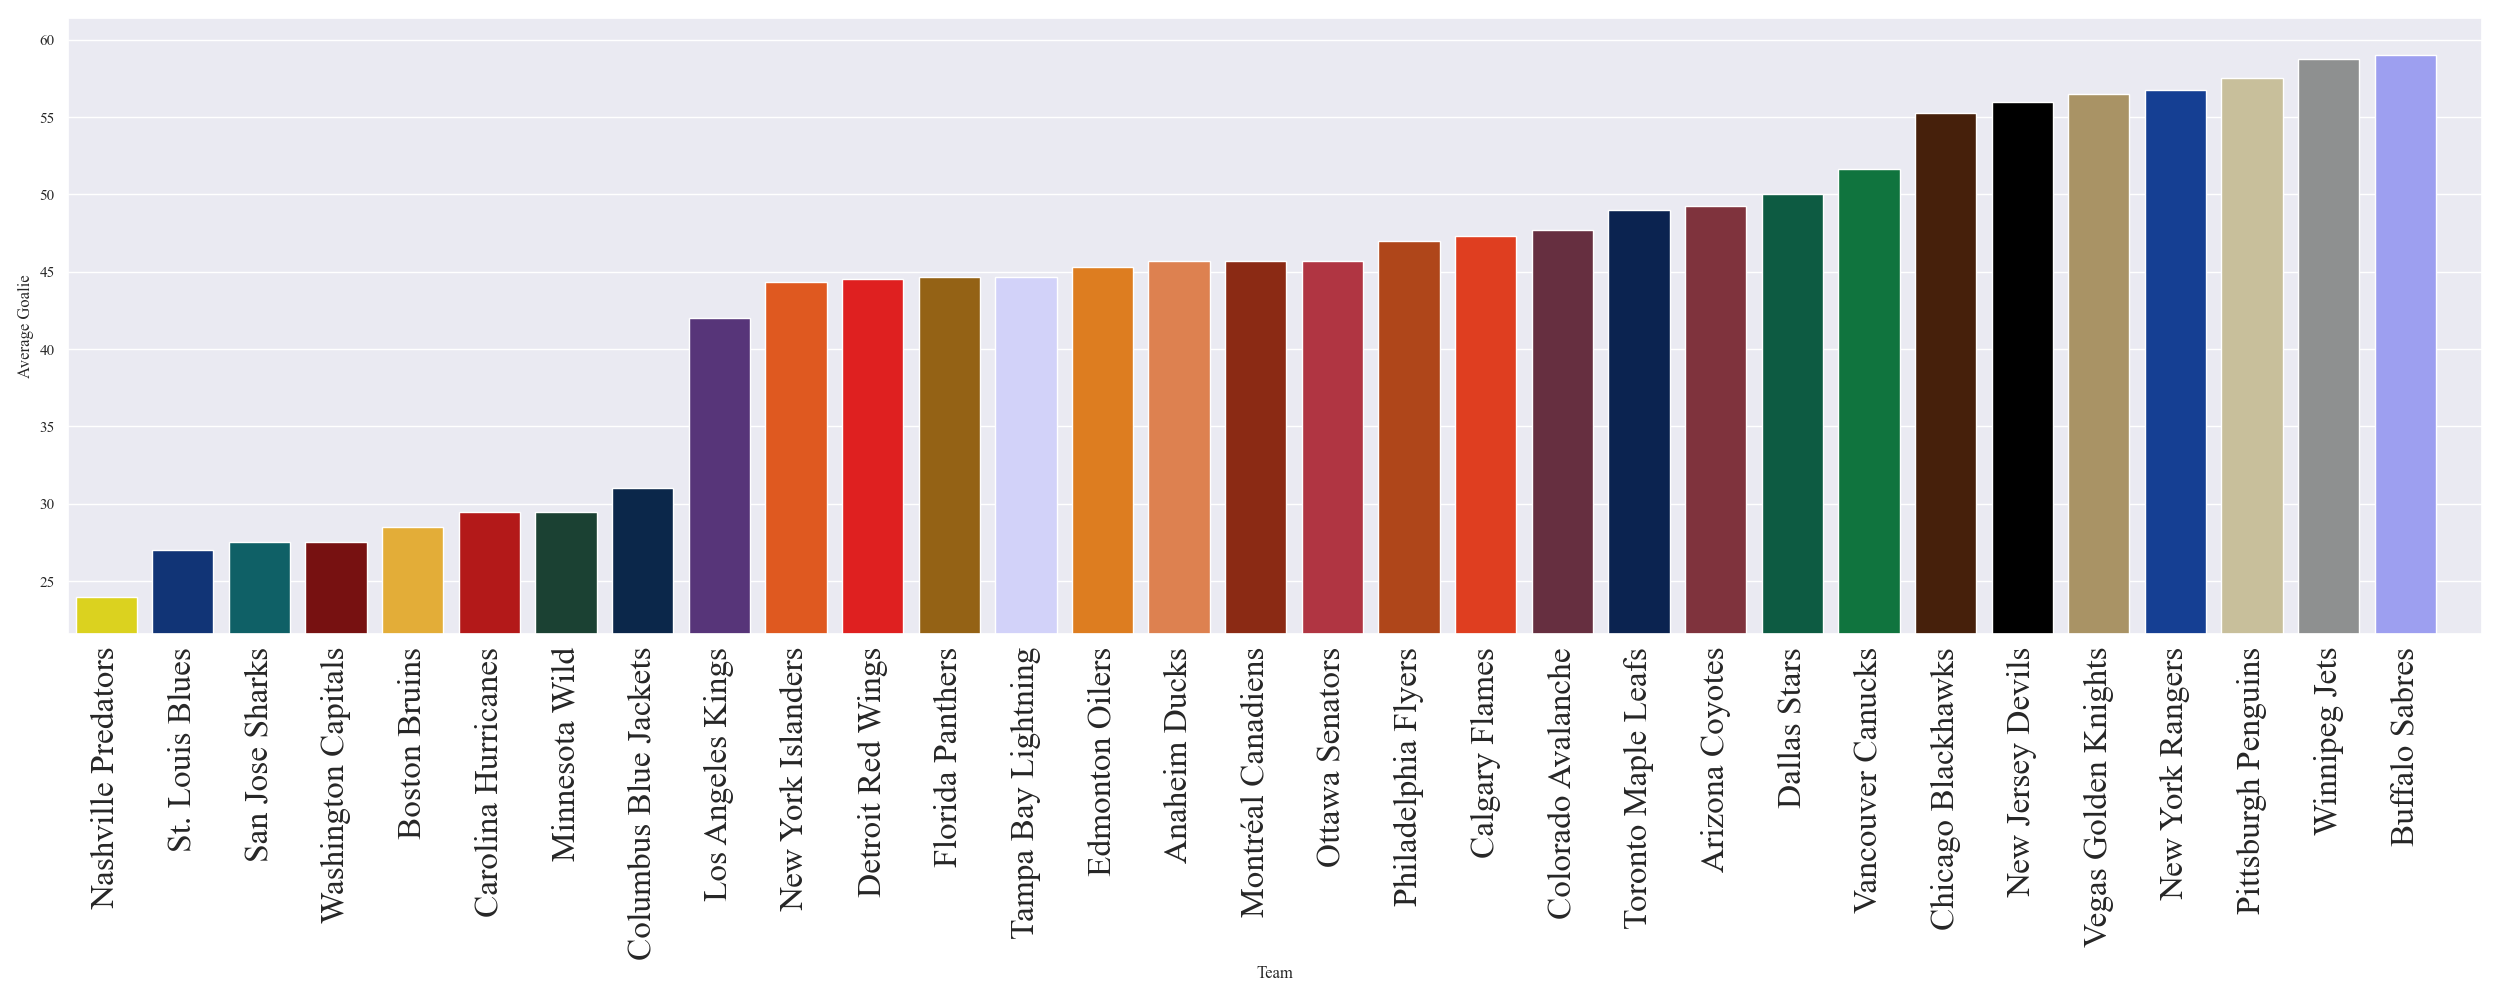 60
55
50
45
40
35
30
25
Average Goalie
Nashville Predators
St. Louis Blues
San Jose Sharks
Washington Capitals
Boston Bruins
Carolina Hurricanes
Minnesota Wild
Columbus Blue Jackets
Los Angeles Kings
New York Islanders
Detroit Red Wings
Florida Panthers
Tampa Bay Lightning
Edmonton Oilers
Anaheim Ducks
Montréal Canadiens
Ottawa Senators
Philadelphia Flyers
Calgary Flames
Colorado Avalanche
Toronto Maple Leafs
Arizona Coyotes
Dallas Stars
Vancouver Canucks
Chicago Blackhawks
New Jersey Devils
Vegas Golden Knights
New York Rangers
Pittsburgh Penguins
Winnipeg Jets
Buffalo Sabres
Team